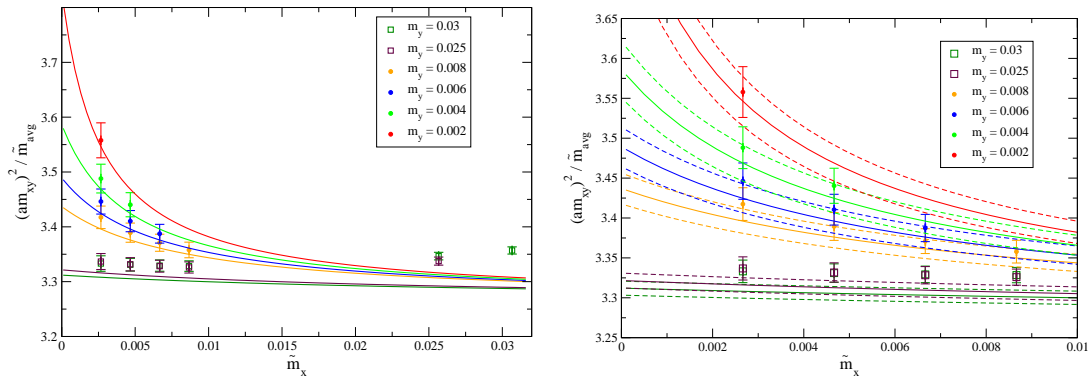 (am_xy)^2 / m̃_avg
3.8
3.7
3.6
3.5
3.4
3.3
3.2
0
0.005
0.01
0.015
0.02
0.025
0.03
m̃_x
m_y = 0.03
m_y = 0.025
m_y = 0.008
m_y = 0.006
m_y = 0.004
m_y = 0.002
(am_xy)^2 / m̃_avg
3.65
3.6
3.55
3.5
3.45
3.4
3.35
3.3
3.25
0
0.002
0.004
0.006
0.008
0.01
m̃_x
m_y = 0.03
m_y = 0.025
m_y = 0.008
m_y = 0.006
m_y = 0.004
m_y = 0.002